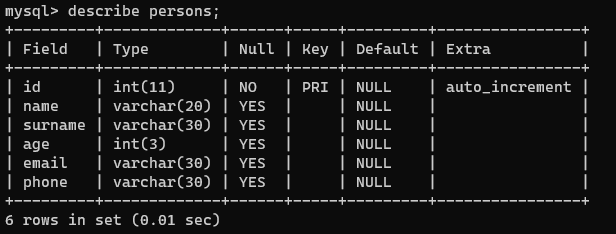 mysql> describe persons;
+---------+-------------+------+-----+---------+----------------+
| Field   | Type        | Null | Key | Default | Extra          |
+---------+-------------+------+-----+---------+----------------+
| id      | int(11)     | NO   | PRI | NULL    | auto_increment |
| name    | varchar(20) | YES  |     | NULL    |                |
| surname | varchar(30) | YES  |     | NULL    |                |
| age     | int(3)      | YES  |     | NULL    |                |
| email   | varchar(30) | YES  |     | NULL    |                |
| phone   | varchar(30) | YES  |     | NULL    |                |
+---------+-------------+------+-----+---------+----------------+
6 rows in set (0.01 sec)